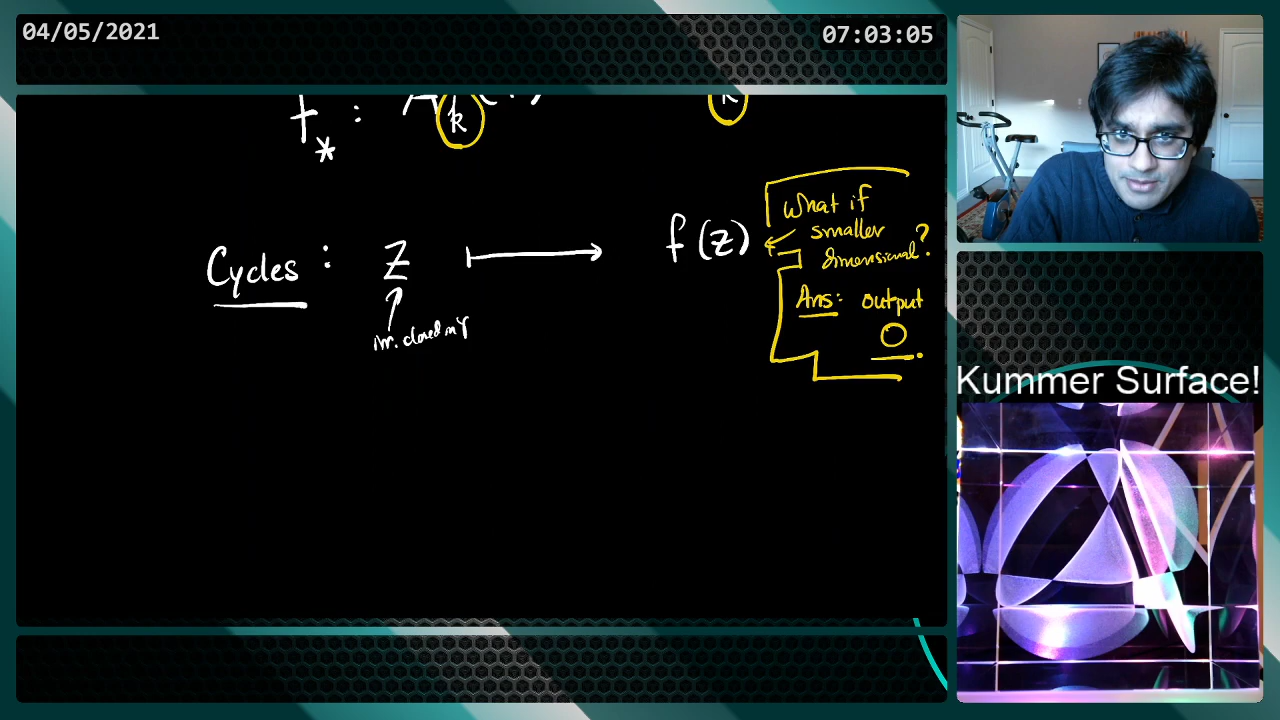 04/05/2021
07:03:05
f* : A k
k
Cycles : Z ⟼ f(Z)
irr. closed in Y
What if
smaller
dimensional?
Ans: output
0.
Kummer Surface!